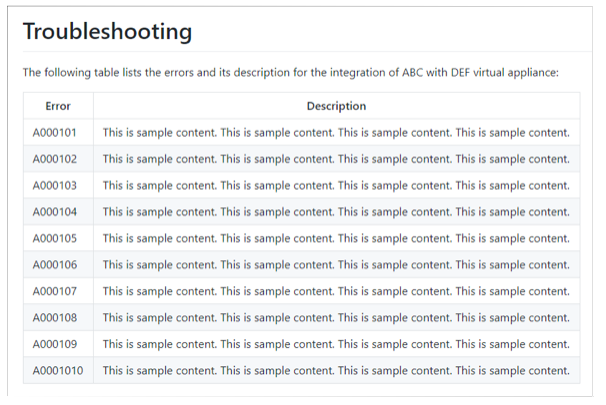 Troubleshooting
The following table lists the errors and its description for the integration of ABC with DEF virtual appliance:
Error Description
A000101 This is sample content. This is sample content. This is sample content. This is sample content.
A000102 This is sample content. This is sample content. This is sample content. This is sample content.
A000103 This is sample content. This is sample content. This is sample content. This is sample content.
A000104 This is sample content. This is sample content. This is sample content. This is sample content.
A000105 This is sample content. This is sample content. This is sample content. This is sample content.
A000106 This is sample content. This is sample content. This is sample content. This is sample content.
A000107 This is sample content. This is sample content. This is sample content. This is sample content.
A000108 This is sample content. This is sample content. This is sample content. This is sample content.
A000109 This is sample content. This is sample content. This is sample content. This is sample content.
A0001010 This is sample content. This is sample content. This is sample content. This is sample content.